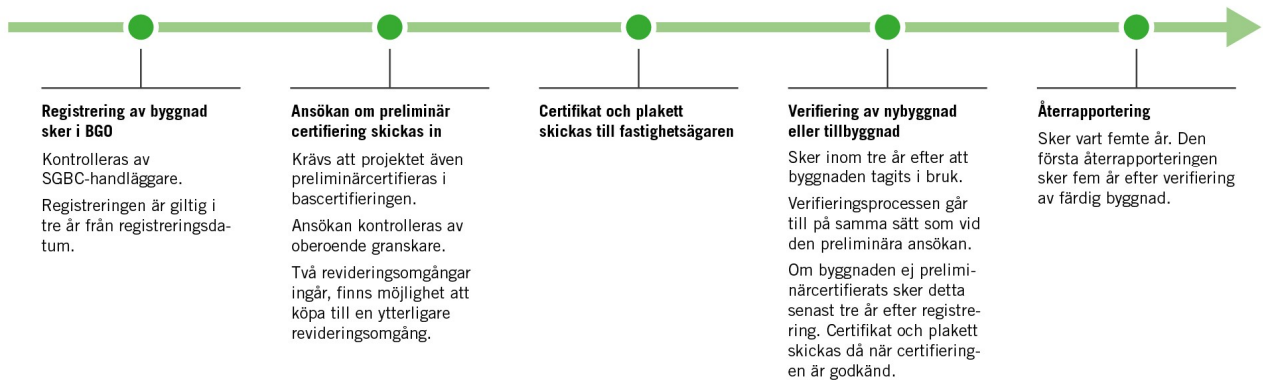 Registrering av byggnad
sker i BGO
Kontrolleras av
SGBC-handläggare.
Registreringen är giltig i
tre år från registreringsda-
tum.
Ansökan om preliminär
certifiering skickas in
Krävs att projektet även
preliminärcertifieras i
bascertifieringen.
Ansökan kontrolleras av
oberoende granskare.
Två revideringsomgångar
ingår, finns möjlighet att
köpa till en ytterligare
revideringsomgång.
Certifikat och plakett
skickas till fastighetsägaren
Verifiering av nybyggnad
eller tillbyggnad
Sker inom tre år efter att
byggnaden tagits i bruk.
Verifieringsprocessen går
till på samma sätt som vid
den preliminära ansökan.
Om byggnaden ej prelimi-
närcertifierats sker detta
senast tre år efter registre-
ring. Certifikat och plakett
skickas då när certifiering-
en är godkänd.
Återrapportering
Sker vart femte år. Den
första återrapporteringen
sker fem år efter verifiering
av färdig byggnad.